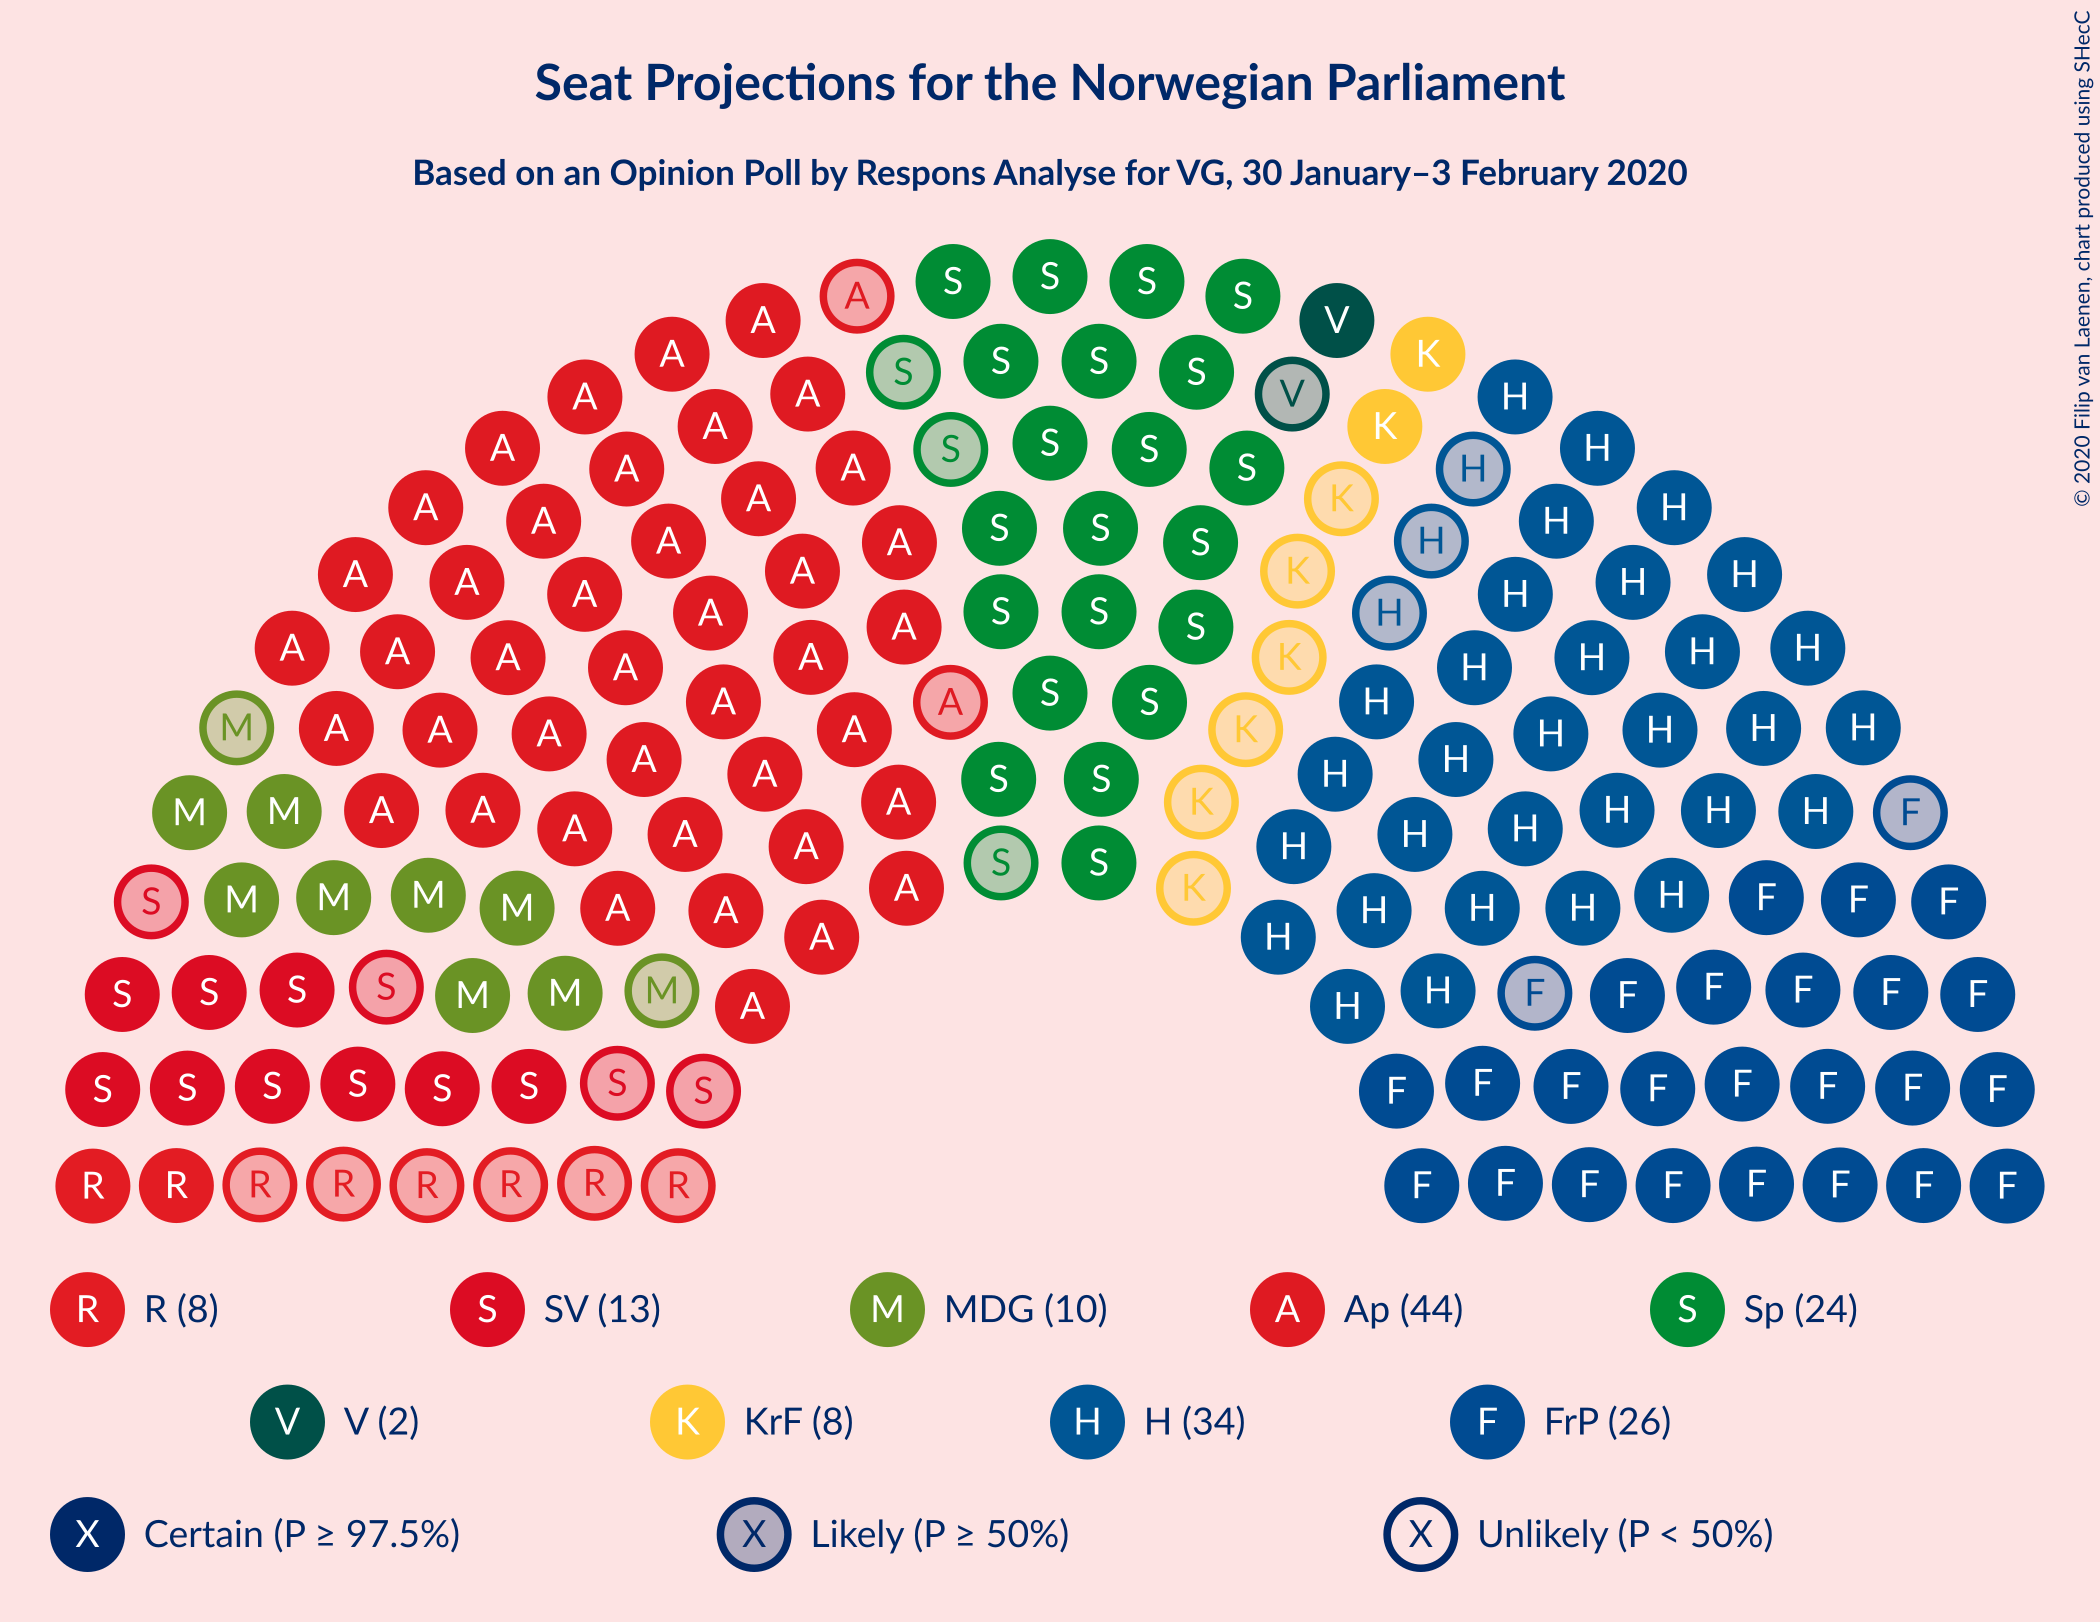 Seat Projections for the Norwegian Parliament
Based on an Opinion Poll by Respons Analyse for VG, 30 January–3 February 2020
© 2020 Filip van Laenen, chart produced using SHecC
S S S S
A S
A V
A S S S K
A A V H
A S K H
A A S S S H
A A S K H
A A S S S H H
A A A K H H
A A A S S S K H H H
A A A S S S H H H
A A A A K H H H
M A A A A A S S H H H H H
A A A K H H H H
M M A A A A A S S K H H H H H H F
A A A H H H
S M M M M A A A S S K H H H H H F F F
A H
S S S S M M M A H H F F F F F F
S S S S S S S S F F F F F F F F
R R R R R R R R F F F F F F F F
R R (8) S SV (13) M MDG (10) A Ap (44) S Sp (24)
V V (2) K KrF (8) H H (34) F FrP (26)
X Certain (P ≥ 97.5%) X Likely (P ≥ 50%) X Unlikely (P < 50%)